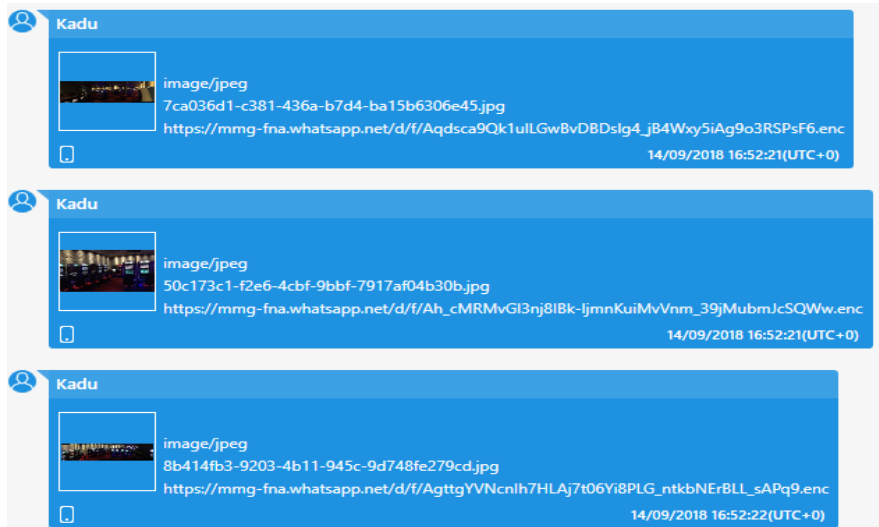 Kadu
image/jpeg
7ca036d1-c381-436a-b7d4-ba15b6306e45.jpg
https://mmg-fna.whatsapp.net/d/f/Aqdsca9Qk1ulLGwBvDBDslg4_jB4Wxy5iAg9o3RSPsF6.enc
14/09/2018 16:52:21(UTC+0)
Kadu
image/jpeg
50c173c1-f2e6-4cbf-9bbf-7917af04b30b.jpg
https://mmg-fna.whatsapp.net/d/f/Ah_cMRMvGl3nj8lBk-ljmnKuiMvVnm_39jMubmJcSQWw.enc
14/09/2018 16:52:21(UTC+0)
Kadu
image/jpeg
8b414fb3-9203-4b11-945c-9d748fe279cd.jpg
https://mmg-fna.whatsapp.net/d/f/AgttgYVNcnlh7HLAj7t06Yi8PLG_ntkbNErBLL_sAPq9.enc
14/09/2018 16:52:22(UTC+0)